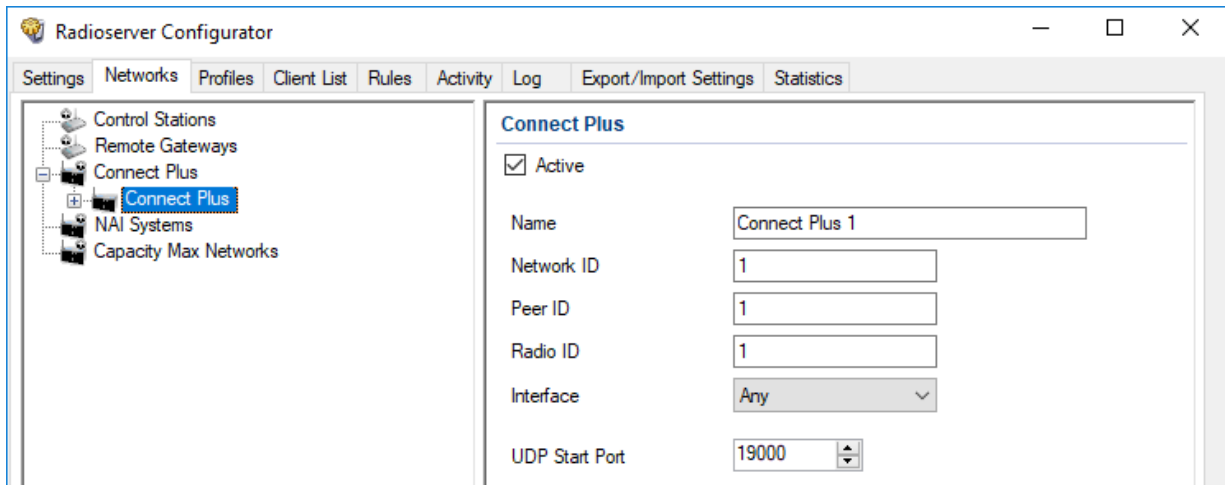 Radioserver Configurator
Settings Networks Profiles Client List Rules Activity Log Export/Import Settings Statistics
Control Stations
Remote Gateways
Connect Plus
Connect Plus
NAI Systems
Capacity Max Networks
Connect Plus
Active
Name Connect Plus 1
Network ID 1
Peer ID 1
Radio ID 1
Interface Any
UDP Start Port 19000